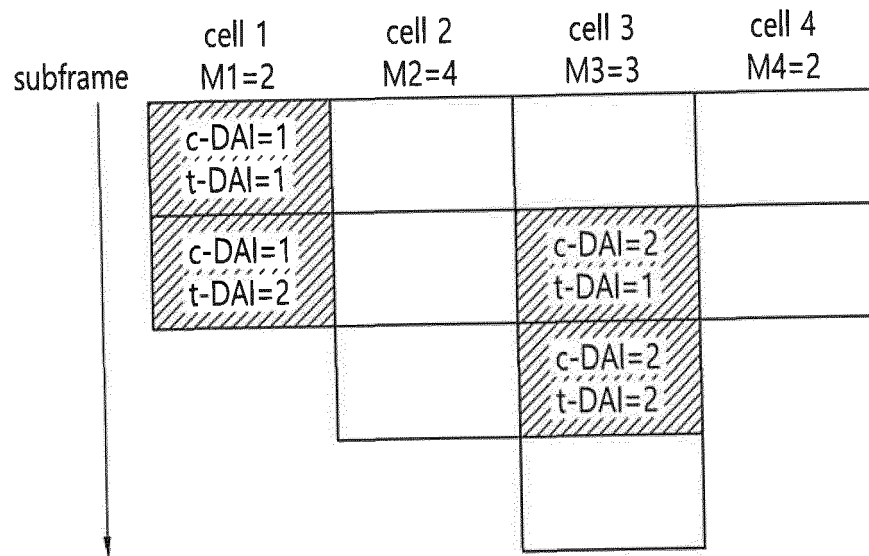 cell 1 cell 2 cell 3 cell 4
subframe M1=2 M2=4 M3=3 M4=2
c-DAI=1
t-DAI=1
c-DAI=1 c-DAI=2
t-DAI=2 t-DAI=1
c-DAI=2
t-DAI=2